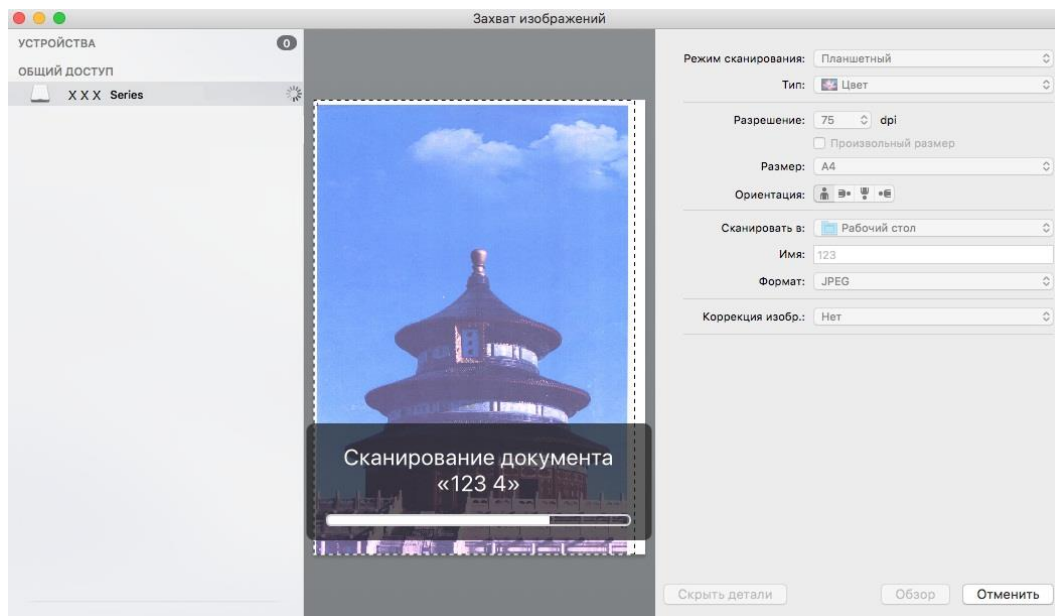 Захват изображений
УСТРОЙСТВА 0
ОБЩИЙ ДОСТУП
X X X Series
Сканирование документа
«123 4»
Режим сканирования: Планшетный
Тип: Цвет
Разрешение: 75 dpi
Произвольный размер
Размер: A4
Ориентация:
Сканировать в: Рабочий стол
Имя: 123
Формат: JPEG
Коррекция изобр.: Нет
Скрыть детали Обзор Отменить